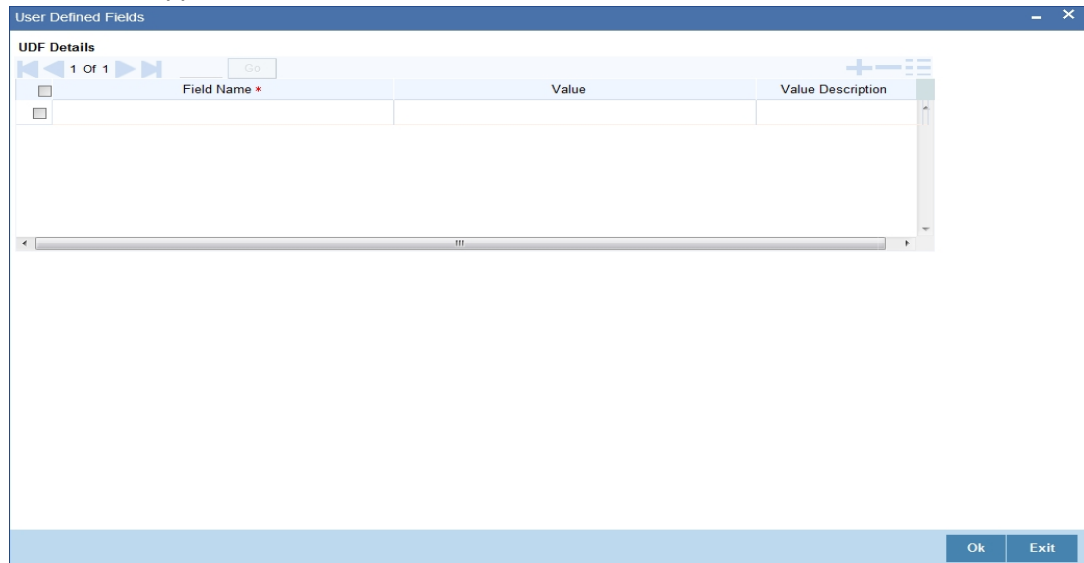 User Defined Fields
UDF Details
1 Of 1 Go
Field Name * Value Value Description
Ok Exit